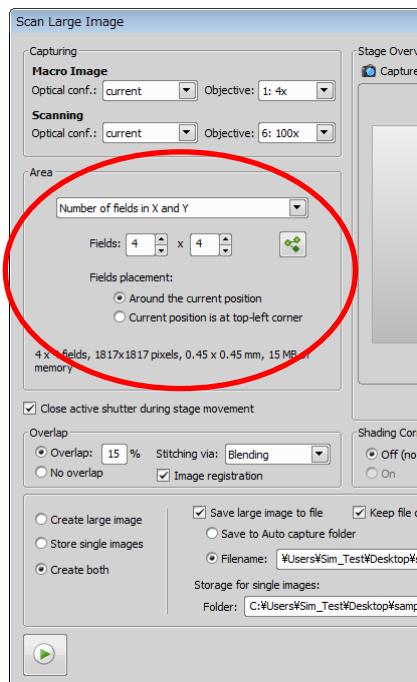 Scan Large Image
Capturing
Macro Image
Optical conf.: current Objective: 1: 4x
Scanning
Optical conf.: current Objective: 6: 100x
Stage Overv
Capture
Area
Number of fields in X and Y
Fields: 4 x 4
Fields placement:
Around the current position
Current position is at top-left corner
4 x fields, 1817x1817 pixels, 0.45 x 0.45 mm, 15 MB of
memory
Close active shutter during stage movement
Overlap
Overlap: 15 % Stitching via: Blending
No overlap Image registration
Shading Cor
Off (no
On
Create large image
Store single images
Create both
Save large image to file Keep file
Save to Auto capture folder
Filename: ¥Users¥Sim_Test¥Desktop¥s
Storage for single images:
Folder: C:¥Users¥Sim_Test¥Desktop¥samp